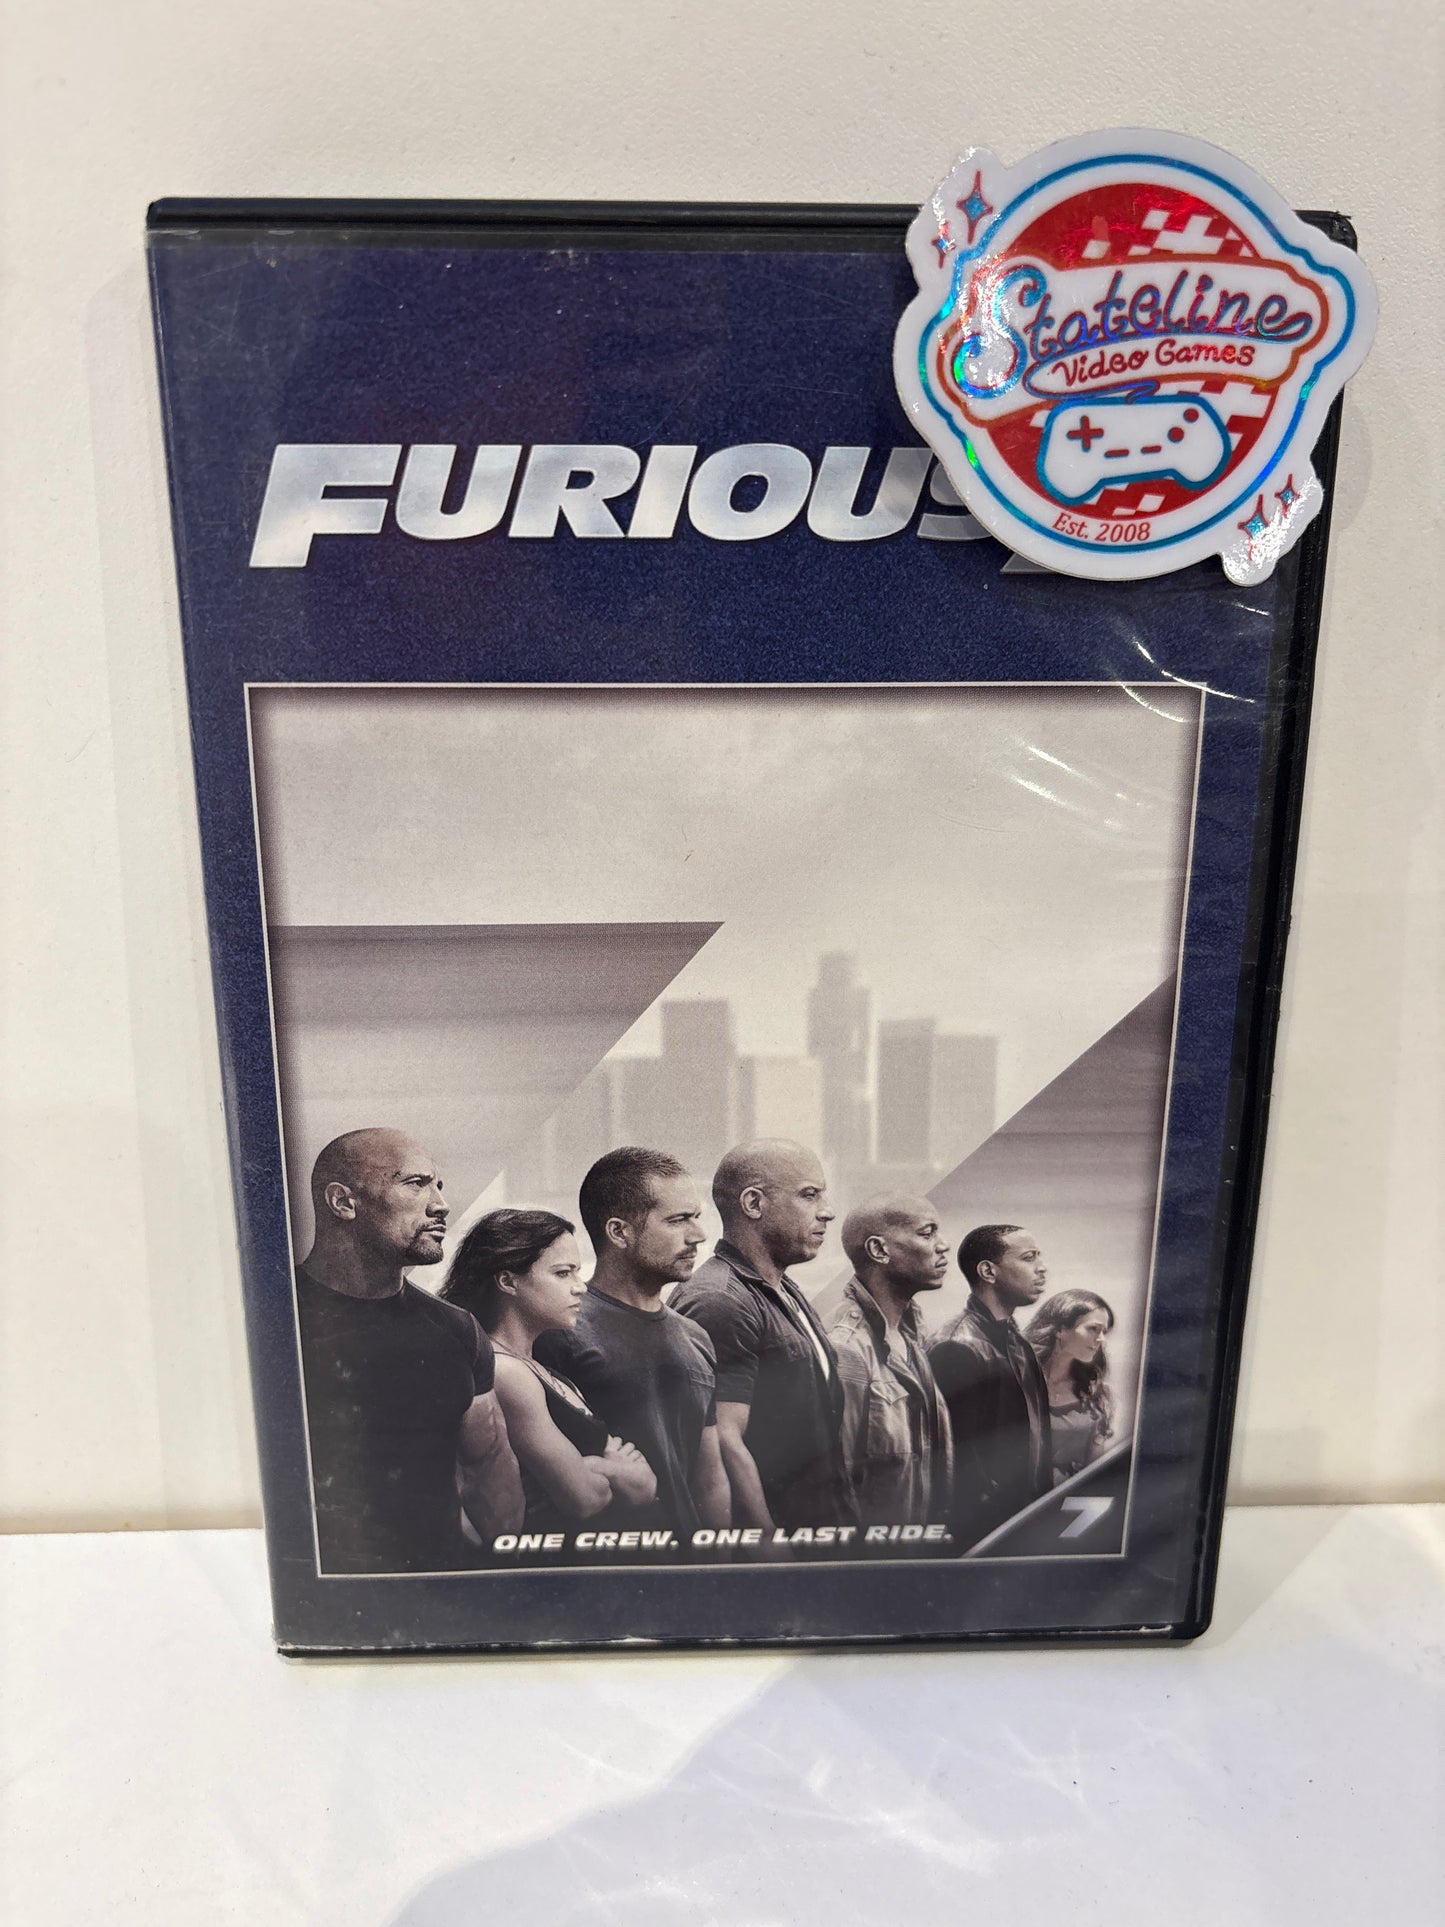 Stateline
Video Games
Est. 2008
FURIOUS
ONE CREW. ONE LAST RIDE.
7